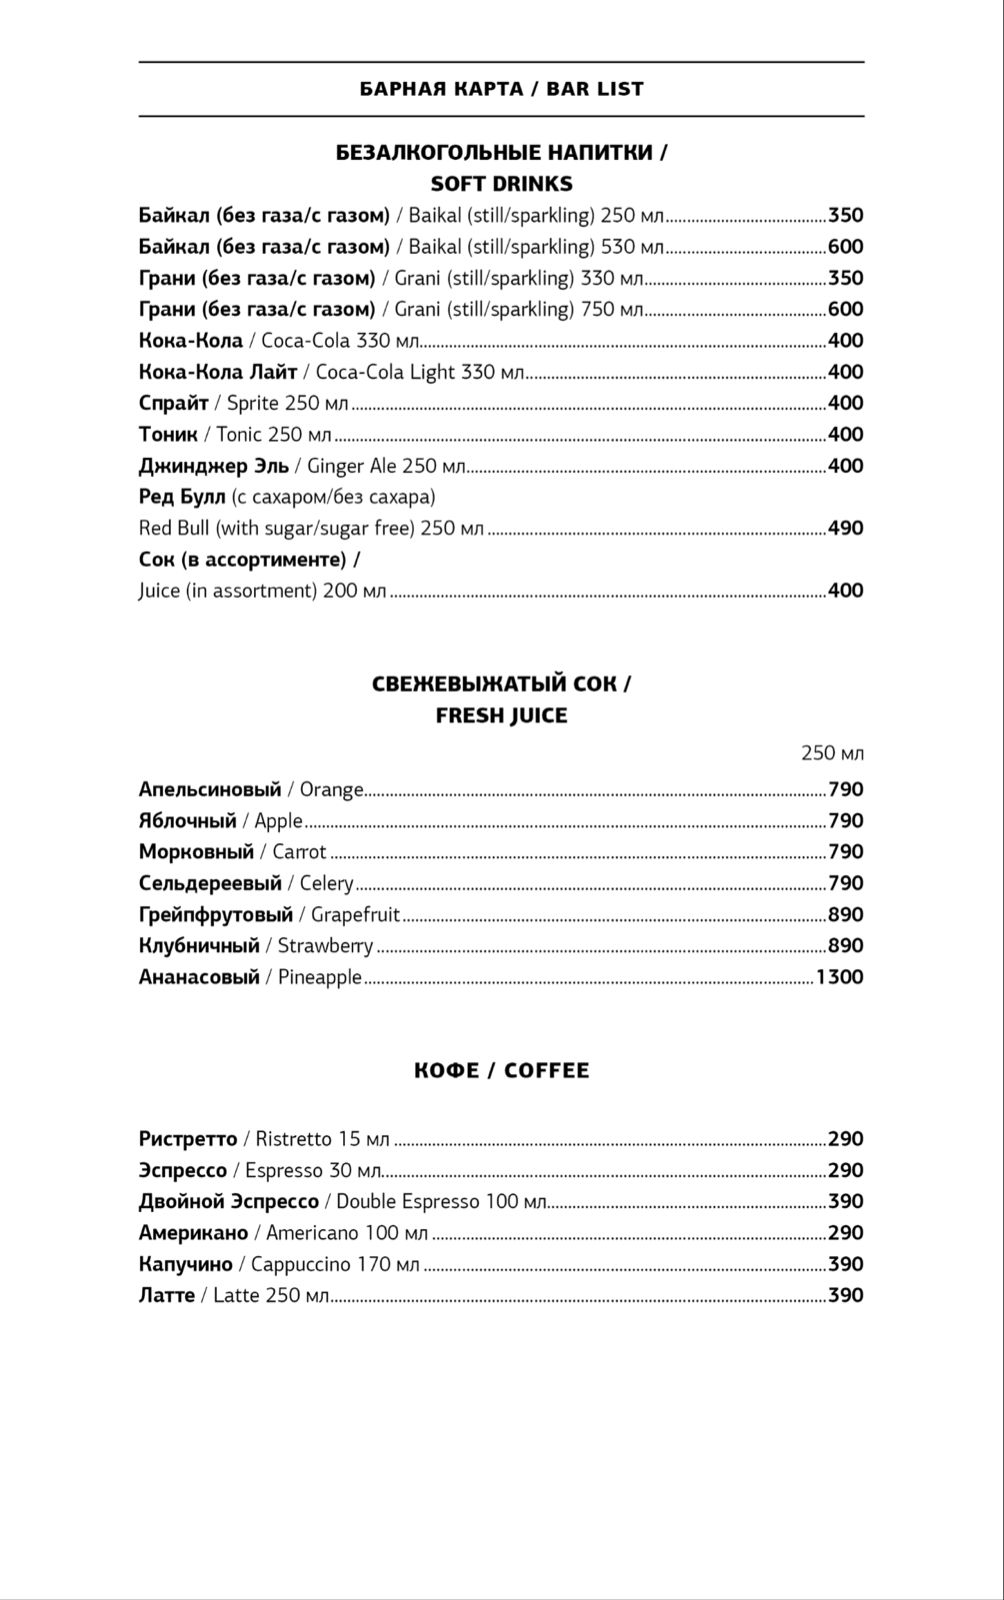 БАРНАЯ КАРТА / BAR LIST
БЕЗАЛКОГОЛЬНЫЕ НАПИТКИ /
SOFT DRINKS
Байкал (без газа/с газом) / Baikal (still/sparkling) 250 мл....................................350
Байкал (без газа/с газом) / Baikal (still/sparkling) 530 мл....................................600
Грани (без газа/с газом) / Grani (still/sparkling) 330 мл.........................................350
Грани (без газа/с газом) / Grani (still/sparkling) 750 мл.........................................600
Кока-Кола / Coca-Cola 330 мл...........................................................................................400
Кока-Кола Лайт / Coca-Cola Light 330 мл...................................................................400
Спрайт / Sprite 250 мл..........................................................................................................400
Тоник / Tonic 250 мл..............................................................................................................400
Джинджер Эль / Ginger Ale 250 мл................................................................................400
Ред Булл (с сахаром/без сахара)
Red Bull (with sugar/sugar free) 250 мл............................................................................490
Сок (в ассортименте) /
Juice (in assortment) 200 мл..................................................................................................400
СВЕЖЕВЫЖАТЫЙ СОК /
FRESH JUICE
250 мл
Апельсиновый / Orange.......................................................................................................790
Яблочный / Apple.....................................................................................................................790
Морковный / Carrot................................................................................................................790
Сельдереевый / Celery..........................................................................................................790
Грейпфрутовый / Grapefruit...............................................................................................890
Клубничный / Strawberry.....................................................................................................890
Ананасовый / Pineapple.....................................................................................................1300
КОФЕ / COFFEE
Ристретто / Ristretto 15 мл.................................................................................................290
Эспрессо / Espresso 30 мл...................................................................................................290
Двойной Эспрессо / Double Espresso 100 мл..............................................................390
Американо / Americano 100 мл........................................................................................290
Капучино / Cappuccino 170 мл..........................................................................................390
Латте / Latte 250 мл...............................................................................................................390